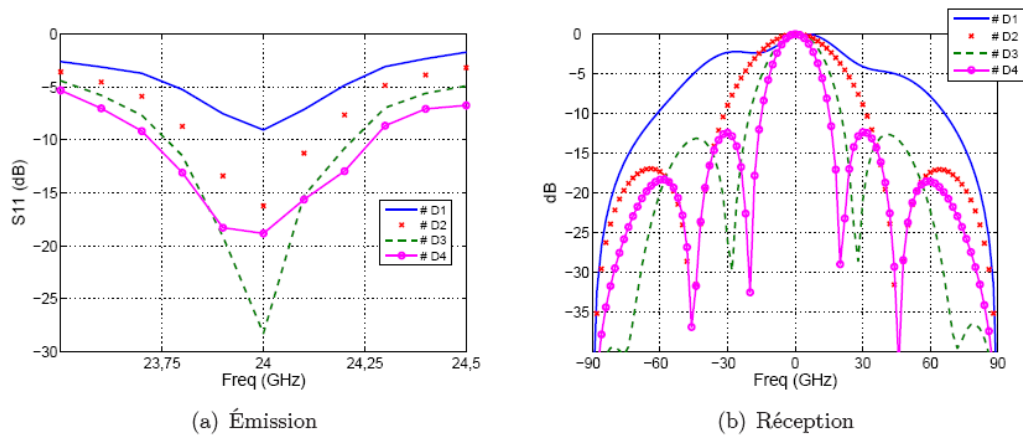 0
−5
−10
−15
−20
−25
−30
S11 (dB)
23,75
24
24,25
24,5
Freq (GHz)
# D1
# D2
# D3
# D4
(a) Émission
0
−5
−10
−15
−20
−25
−30
−35
dB
−90
−60
−30
0
30
60
90
Freq (GHz)
# D1
# D2
# D3
# D4
(b) Réception